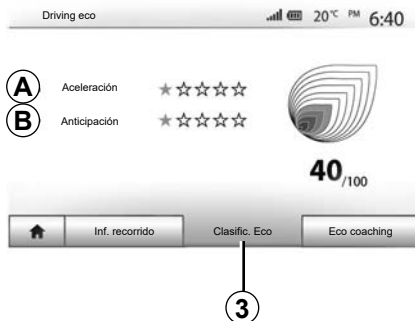 Driving eco 20°C PM 6:40
A Aceleración
B Anticipación
40/100
Inf. recorrido Clasific. Eco Eco coaching
3